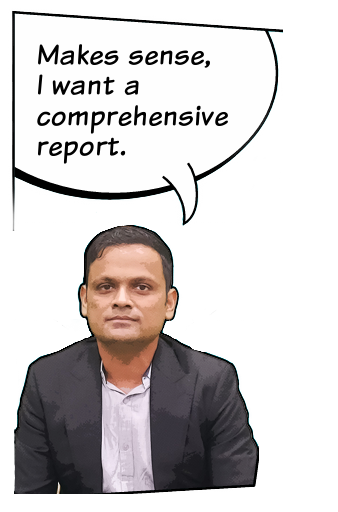 Makes sense,
I want a
comprehensive
report.